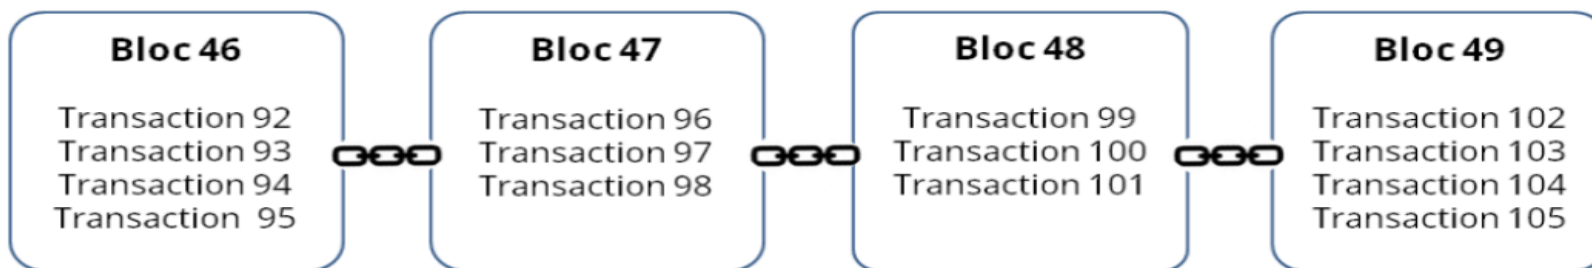 Bloc 46
Transaction 92
Transaction 93
Transaction 94
Transaction 95
Bloc 47
Transaction 96
Transaction 97
Transaction 98
Bloc 48
Transaction 99
Transaction 100
Transaction 101
Bloc 49
Transaction 102
Transaction 103
Transaction 104
Transaction 105